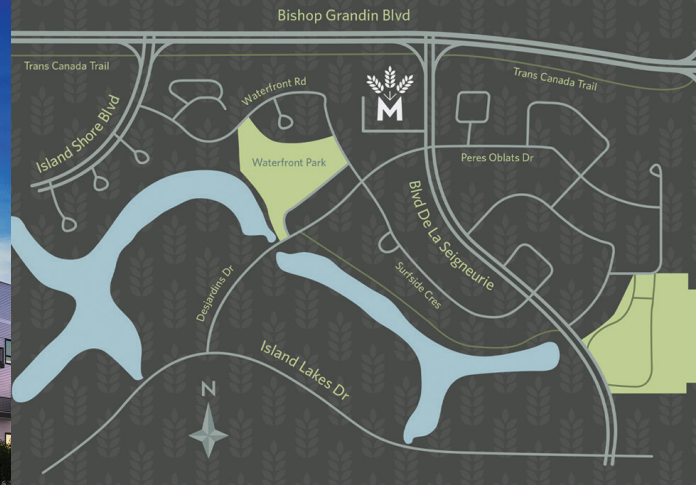 Bishop Grandin Blvd
Trans Canada Trail
Island Shore Blvd
Waterfront Rd
M
Trans Canada Trail
Waterfront Park
Peres Oblats Dr
Blvd De La Seigneurie
Surfside Cres
Desjardins Dr
Island Lakes Dr
N